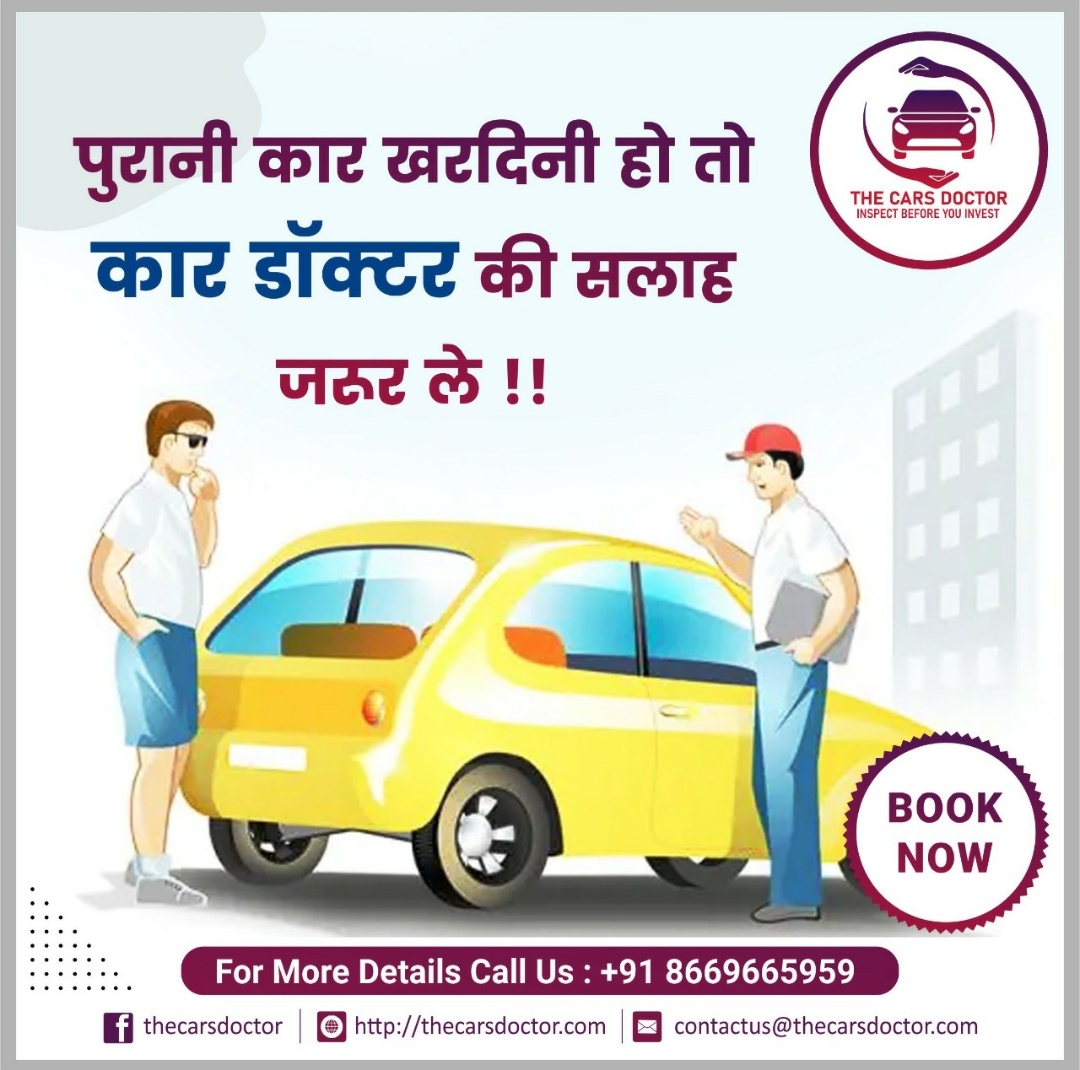 पुरानी कार खरदिनी हो तो
कार डॉक्टर की सलाह
जरूर ले !!
THE CARS DOCTOR
INSPECT BEFORE YOU INVEST
BOOK
NOW
For More Details Call Us : +91 8669665959
thecarsdoctor
http://thecarsdoctor.com
contactus@thecarsdoctor.com